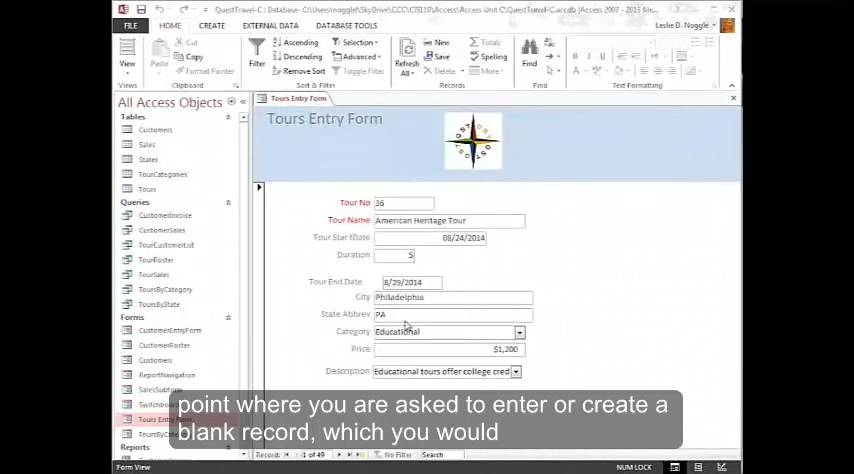 QuestTravel-C : Database- C:\Users\noggle\SkyDrive\CCC\CIS110\Access\Access Unit C\QuestTravel-C.accdb (Access 2007 - 2013 file...
FILE HOME CREATE EXTERNAL DATA DATABASE TOOLS Leslie D. Noggle
View
Paste
Cut
Copy
Format Painter
Filter
Ascending
Descending
Remove Sort
Selection
Advanced
Toggle Filter
Refresh All
New
Save
Delete
Totals
Spelling
More
Find
B I U
Clipboard Sort & Filter Records Find Text Formatting
All Access Objects
Tables
Customers
Sales
States
TourCategories
Tours
Queries
CustomerInvoice
CustomerSales
TourCustomerList
TourRoster
TourSales
ToursByCategory
ToursByState
Forms
CustomerEntryForm
CustomerRoster
Customers
ReportNavigation
SalesSubform
Switchboard
Tours Entry Form
ToursByCa
Reports
Tours Entry Form
Tours Entry Form
Tour No 36
Tour Name American Heritage Tour
Tour StartDate 08/24/2014
Duration 5
Tour End Date 8/29/2014
City Philadelphia
State Abbrev PA
Category Educational
Price $1,200
Description Educational tours offer college cred
point where you are asked to enter or create a
blank record, which you would
Record: 1 of 49 No Filter Search
Form View NUM LOCK